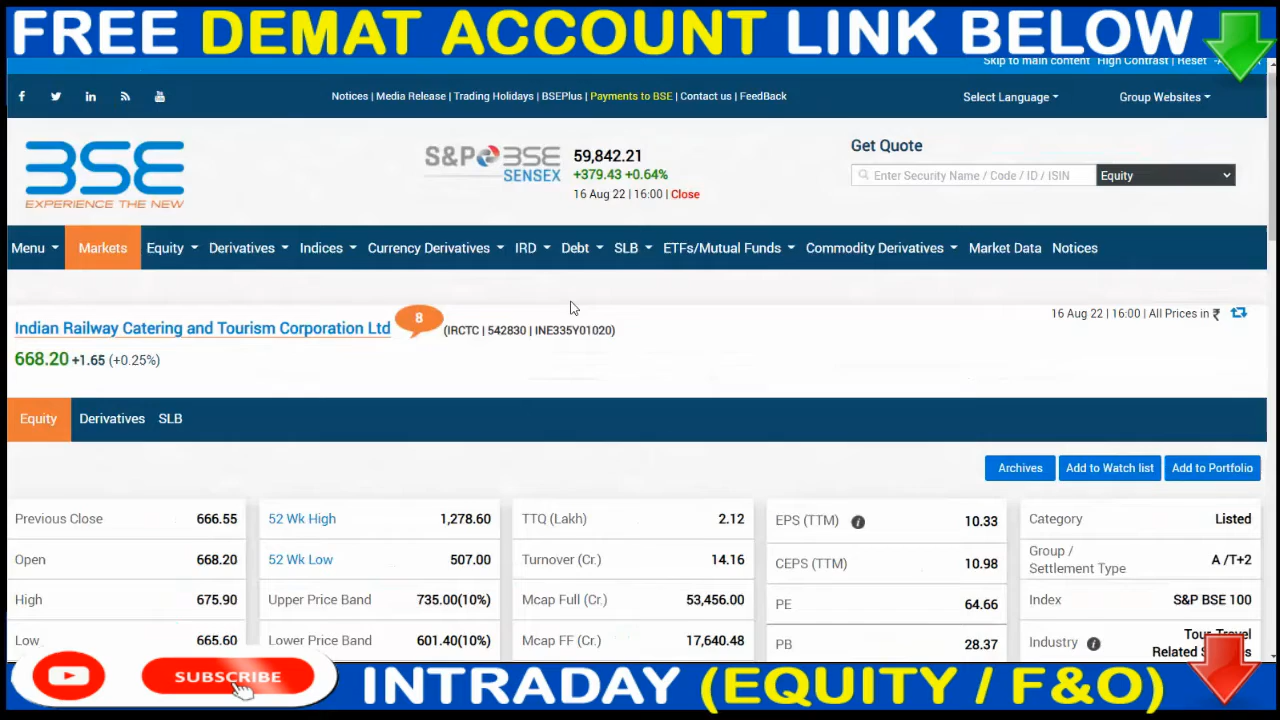 FREE DEMAT ACCOUNT LINK BELOW
Skip to main content High Contrast | Reset
Notices | Media Release | Trading Holidays | BSEPlus | Payments to BSE | Contact us | FeedBack
Select Language
Group Websites
BSE
EXPERIENCE THE NEW
S&P BSE
SENSEX
59,842.21
+379.43 +0.64%
16 Aug 22 | 16:00 | Close
Get Quote
Enter Security Name / Code / ID / ISIN
Equity
Menu Markets Equity Derivatives Indices Currency Derivatives IRD Debt SLB ETFs/Mutual Funds Commodity Derivatives Market Data Notices
Indian Railway Catering and Tourism Corporation Ltd 8 (IRCTC | 542830 | INE335Y01020)
16 Aug 22 | 16:00 | All Prices in ₹
668.20 +1.65 (+0.25%)
Equity Derivatives SLB
Archives Add to Watch list Add to Portfolio
Previous Close 666.55
Open 668.20
High 675.90
Low 665.60
52 Wk High 1,278.60
52 Wk Low 507.00
Upper Price Band 735.00(10%)
Lower Price Band 601.40(10%)
TTQ (Lakh) 2.12
Turnover (Cr.) 14.16
Mcap Full (Cr.) 53,456.00
Mcap FF (Cr.) 17,640.48
EPS (TTM) 10.33
CEPS (TTM) 10.98
PE 64.66
PB 28.37
Category Listed
Group /
Settlement Type A /T+2
Index S&P BSE 100
Industry Tour Travel
Related
SUBSCRIBE
INTRADAY (EQUITY / F&O)